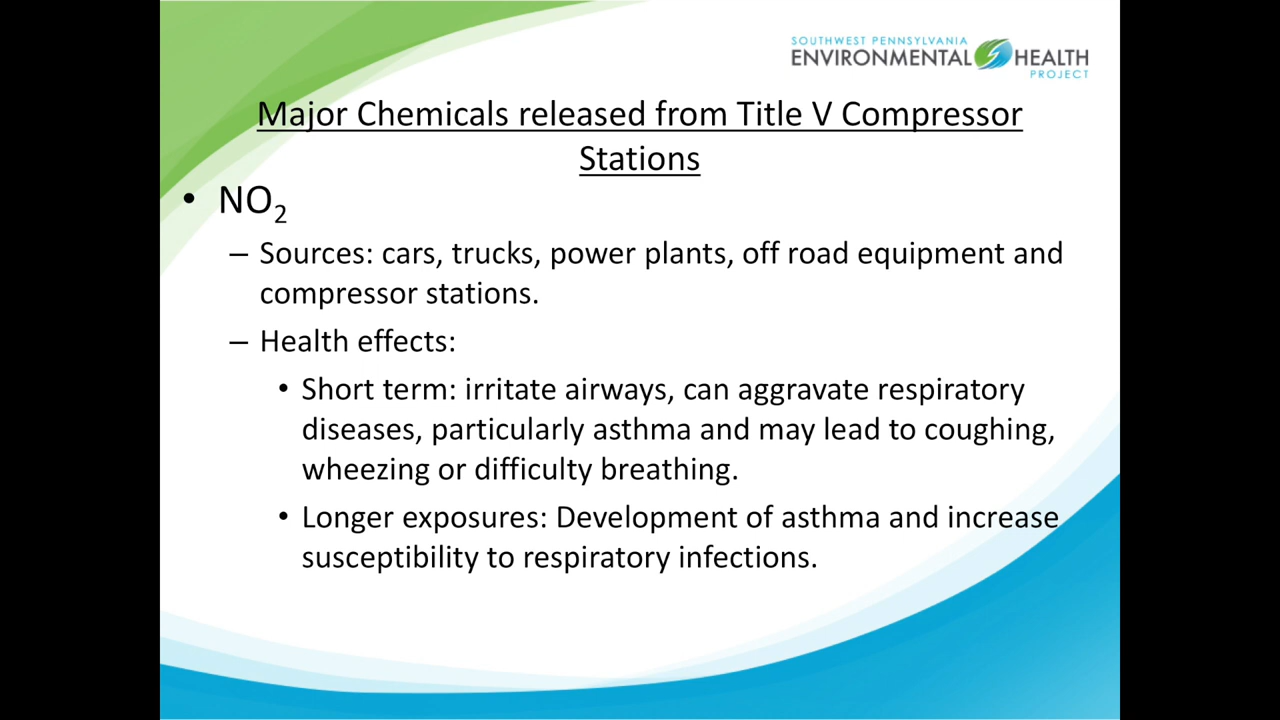 SOUTHWEST PENNSYLVANIA
ENVIRONMENTAL HEALTH
PROJECT
Major Chemicals released from Title V Compressor
Stations
• NO₂
– Sources: cars, trucks, power plants, off road equipment and
compressor stations.
– Health effects:
• Short term: irritate airways, can aggravate respiratory
diseases, particularly asthma and may lead to coughing,
wheezing or difficulty breathing.
• Longer exposures: Development of asthma and increase
susceptibility to respiratory infections.